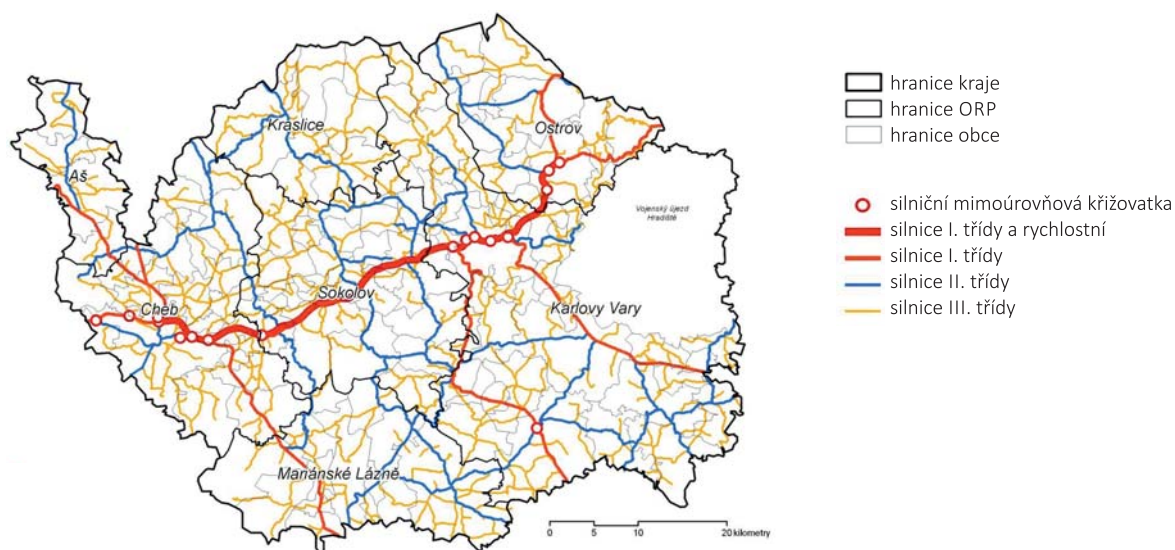 Kraslice
Ostrov
Aš
Vojenský újezd
Hradiště
Sokolov
Cheb
Karlovy Vary
Mariánské Lázně
0 5 10 20 kilometry
hranice kraje
hranice ORP
hranice obce
silniční mimoúrovňová křižovatka
silnice I. třídy a rychlostní
silnice I. třídy
silnice II. třídy
silnice III. třídy